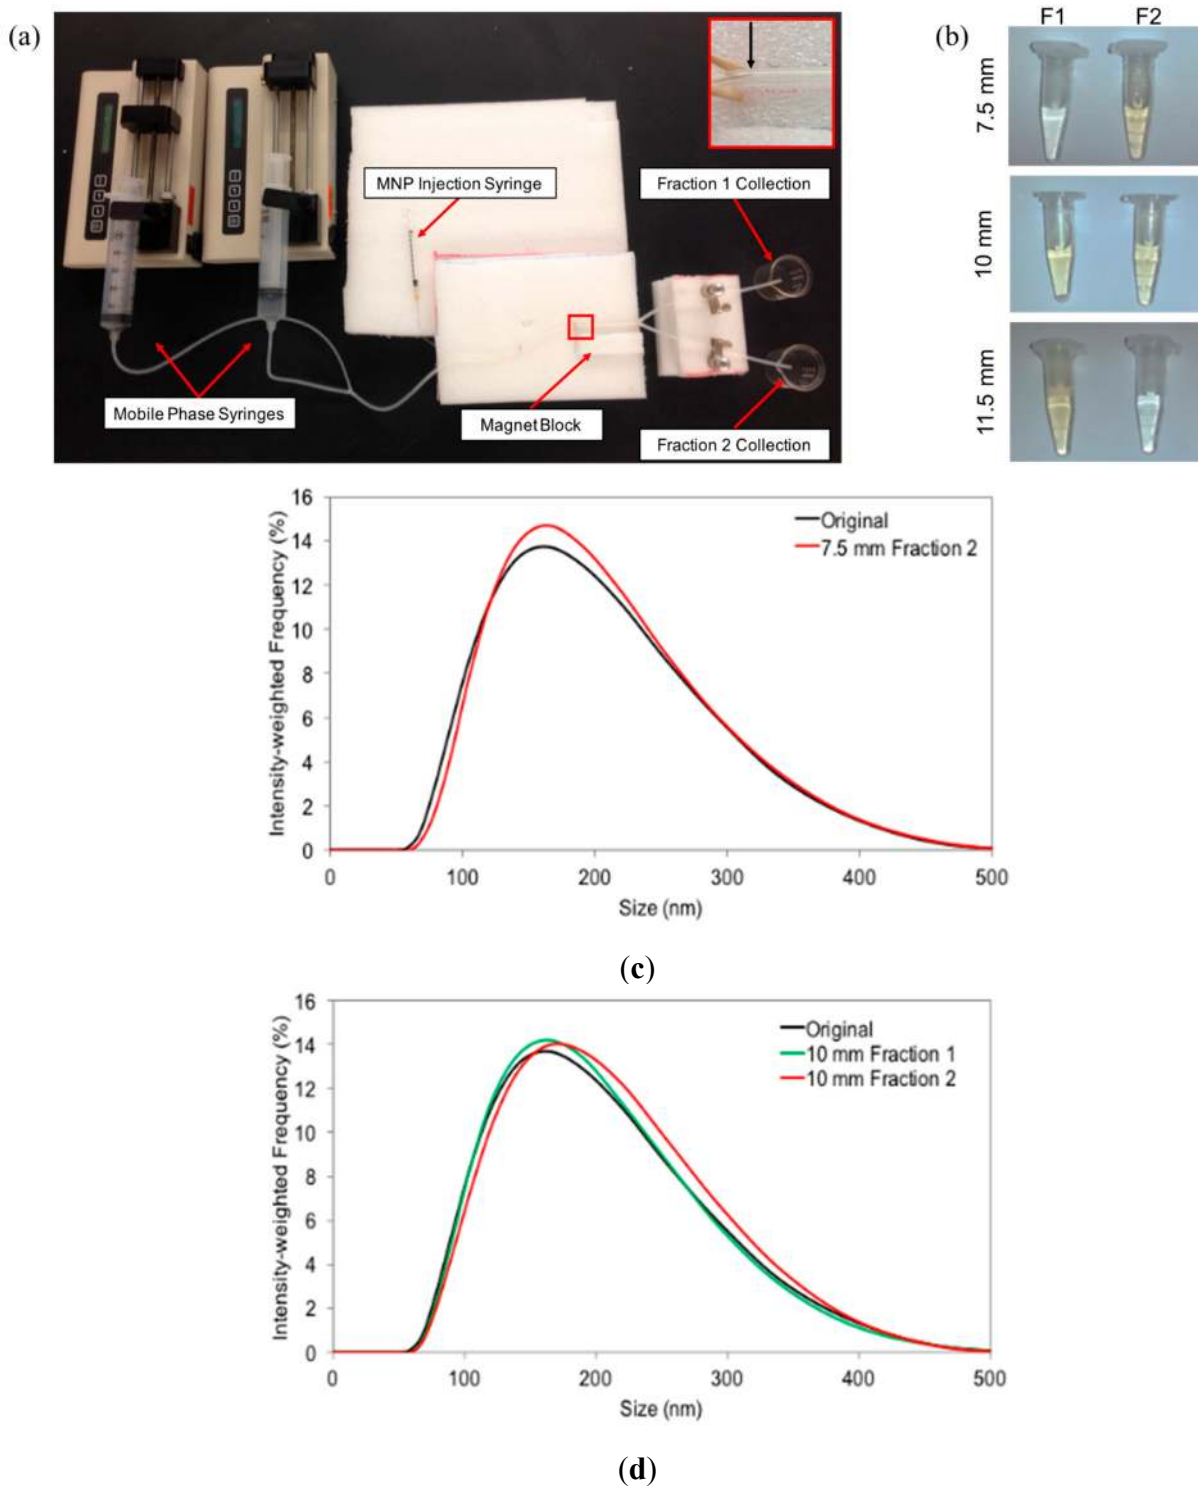 (a)
MNP Injection Syringe
Fraction 1 Collection
Mobile Phase Syringes
Magnet Block
Fraction 2 Collection
(b)
F1 F2
7.5 mm
10 mm
11.5 mm
Intensity-weighted Frequency (%)
16
14
12
10
8
6
4
2
0
Original
7.5 mm Fraction 2
0 100 200 300 400 500
Size (nm)
(c)
Intensity-weighted Frequency (%)
16
14
12
10
8
6
4
2
0
Original
10 mm Fraction 1
10 mm Fraction 2
0 100 200 300 400 500
Size (nm)
(d)